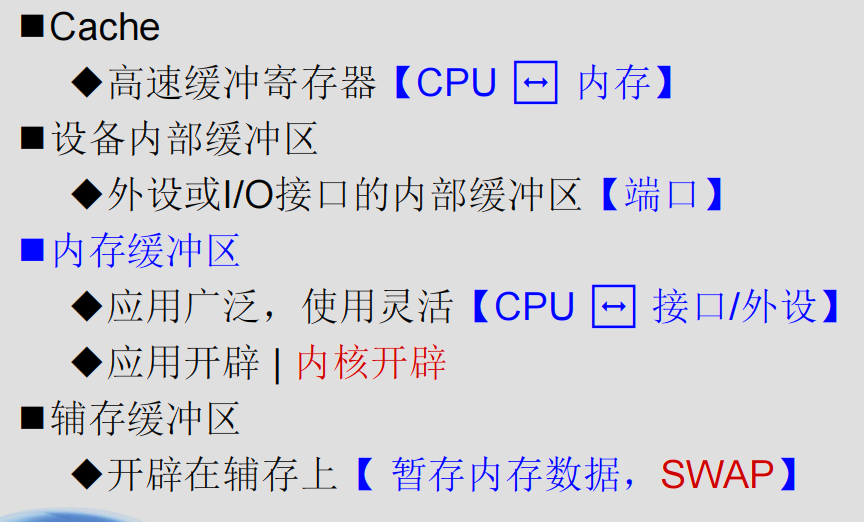 ■Cache
◆高速缓冲寄存器【CPU ↔ 内存】
■设备内部缓冲区
◆外设或I/O接口的内部缓冲区【端口】
■内存缓冲区
◆应用广泛，使用灵活【CPU ↔ 接口/外设】
◆应用开辟 | 内核开辟
■辅存缓冲区
◆开辟在辅存上【 暂存内存数据，SWAP】